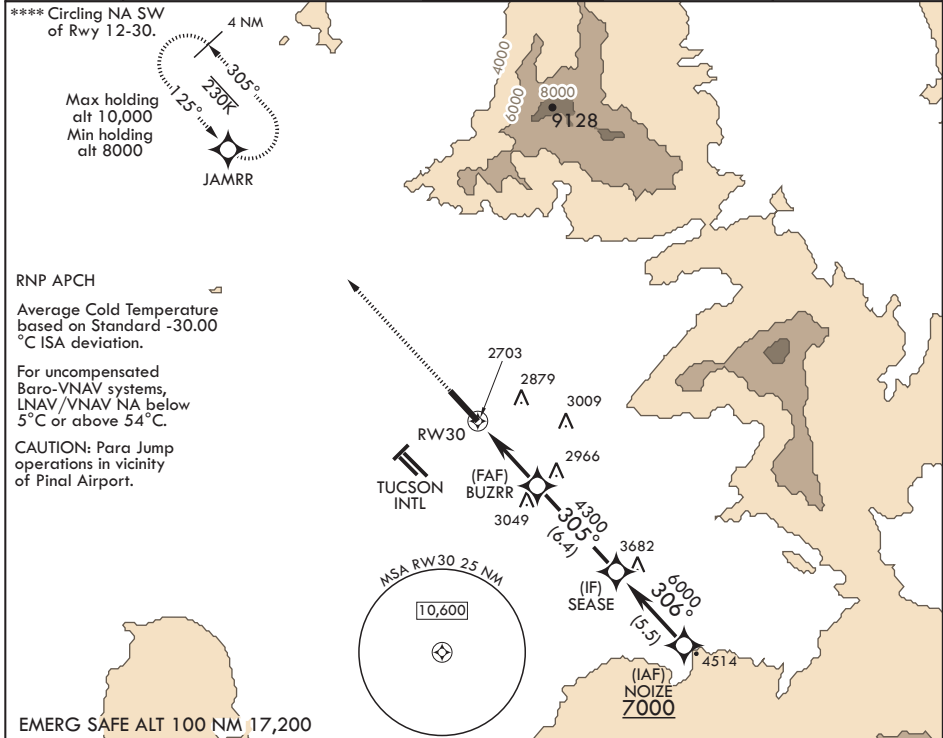 **** Circling NA SW
of Rwy 12-30.
4 NM
305°
230K
125°
Max holding
alt 10,000
Min holding
alt 8000
JAMRR
4000
6000
8000
9128
RNP APCH
Average Cold Temperature
based on Standard -30.00
°C ISA deviation.
For uncompensated
Baro-VNAV systems,
LNAV/VNAV NA below
5°C or above 54°C.
CAUTION: Para Jump
operations in vicinity
of Pinal Airport.
2703
2879
3009
RW30
2966
(FAF)
BUZRR
TUCSON
INTL
3049
4300
305°
(6.4)
3682
(IF)
SEASE
6000
306°
(5.5)
MSA RW30 25 NM
10,600
4514
(IAF)
NOIZE
7000
EMERG SAFE ALT 100 NM 17,200